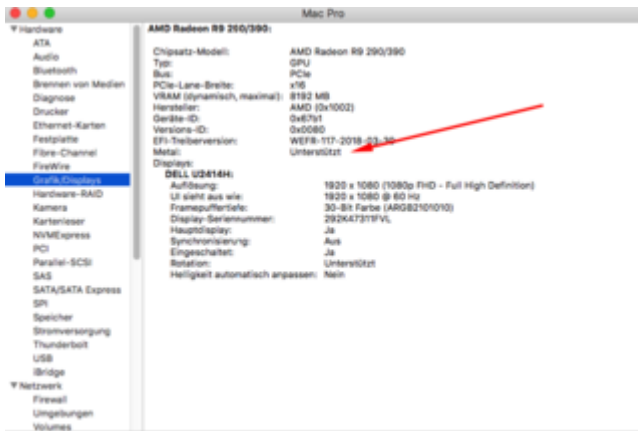 Mac Pro
Hardware
ATA
Audio
Bluetooth
Brennen von Medien
Diagnose
Drucker
Ethernet-Karten
Festplatte
Fibre-Channel
FireWire
Grafik/Displays
Hardware-RAID
Kamera
Kartenleser
NVMExpress
PCI
Parallel-SCSI
SAS
SATA/SATA Express
SPI
Speicher
Stromversorgung
Thunderbolt
USB
iBridge
Netzwerk
Firewall
Umgebungen
Volumes
AMD Radeon R9 290/390:
Chipsatz-Modell: AMD Radeon R9 290/390
Typ: GPU
Bus: PCIe
PCIe-Lane-Breite: x16
VRAM (dynamisch, maximal): 8192 MB
Hersteller: AMD (0x1002)
Geräte-ID: 0x67b1
Versions-ID: 0x0080
EFI-Treiberversion: WEFR-117-2018-03-30
Metal: Unterstützt
Displays:
DELL U2414H:
Auflösung: 1920 x 1080 (1080p FHD - Full High Definition)
UI sieht aus wie: 1920 x 1080 @ 60 Hz
Framepuffertiefe: 30-Bit Farbe (ARGB2101010)
Display-Seriennummer: 292K47311FVL
Hauptdisplay: Ja
Synchronisierung: Aus
Eingeschaltet: Ja
Rotation: Unterstützt
Helligkeit automatisch anpassen: Nein